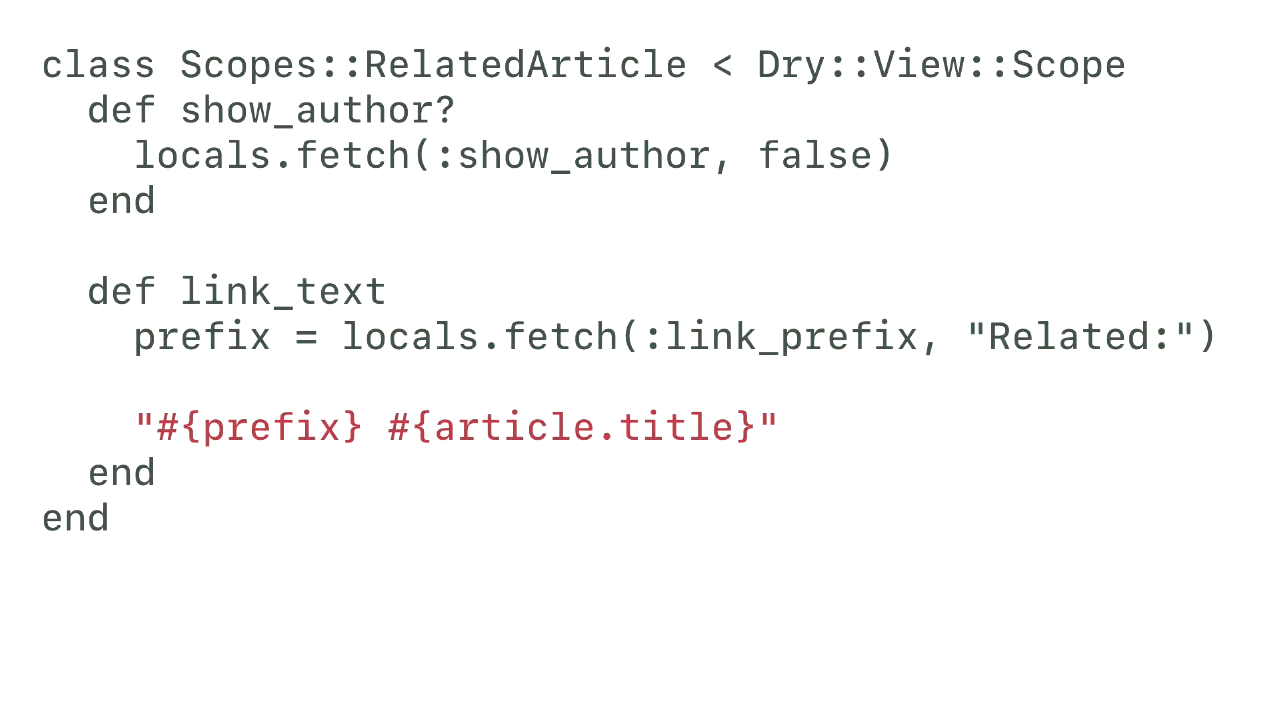 class Scopes::RelatedArticle < Dry::View::Scope
  def show_author?
    locals.fetch(:show_author, false)
  end

  def link_text
    prefix = locals.fetch(:link_prefix, "Related:")

    "#{prefix} #{article.title}"
  end
end